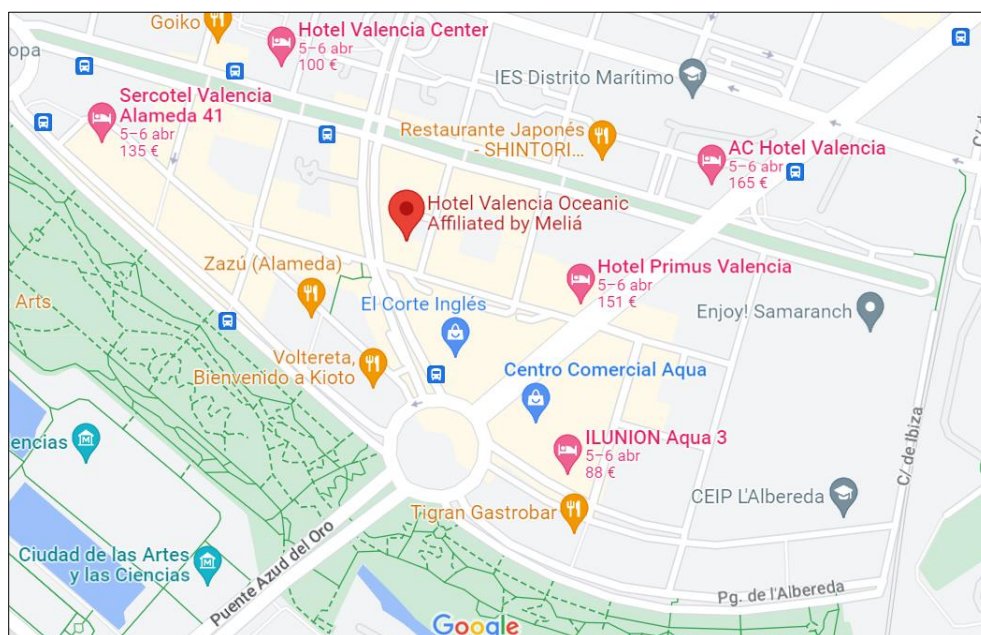 Goiko
Hotel Valencia Center
5–6 abr
100 €
opa
IES Distrito Marítimo
Sercotel Valencia
Alameda 41
5–6 abr
135 €
Restaurante Japonés
- SHINTORI...
AC Hotel Valencia
5–6 abr
165 €
C/ d
Hotel Valencia Oceanic
Affiliated by Meliá
Zazú (Alameda)
Hotel Primus Valencia
5–6 abr
151 €
Arts
El Corte Inglés
Enjoy! Samaranch
Voltereta,
Bienvenido a Kioto
Centro Comercial Aqua
encias
ILUNION Aqua 3
5–6 abr
88 €
C/ de Ibiza
CEIP L'Albereda
Tigran Gastrobar
Ciudad de las Artes
y las Ciencias
Puente Azud del Oro
Pg. de l'Albereda
Google